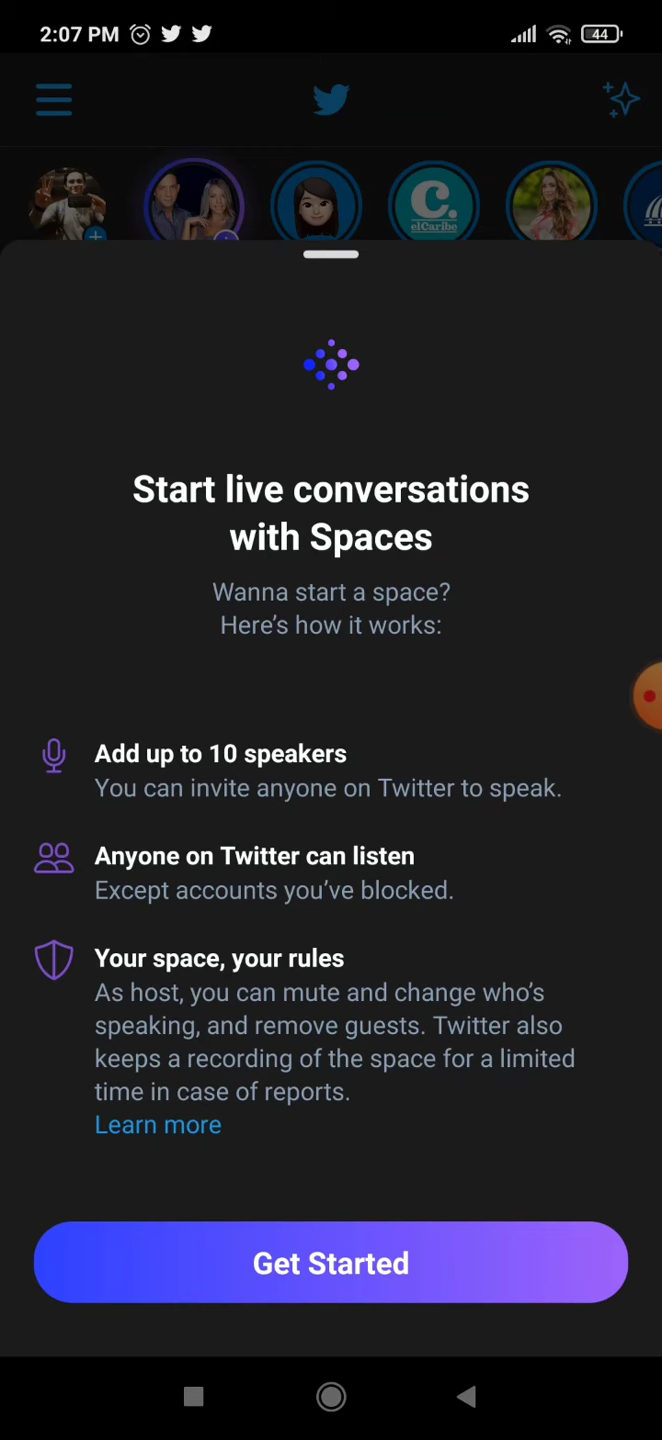 2:07 PM
44
C.
elCaribe
Start live conversations
with Spaces
Wanna start a space?
Here’s how it works:
Add up to 10 speakers
You can invite anyone on Twitter to speak.
Anyone on Twitter can listen
Except accounts you’ve blocked.
Your space, your rules
As host, you can mute and change who’s
speaking, and remove guests. Twitter also
keeps a recording of the space for a limited
time in case of reports.
Learn more
Get Started